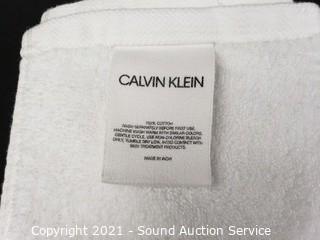 CALVIN KLEIN
100% COTTON
WASH SEPARATELY BEFORE FIRST USE,
MACHINE WASH WARM WITH SIMILAR COLORS,
GENTLE CYCLE, USE NON-CHLORINE BLEACH
ONLY, TUMBLE DRY LOW, AVOID CONTACT WITH
SKIN TREATMENT PRODUCTS.
MADE IN INDIA
Copyright 2021 - Sound Auction Service